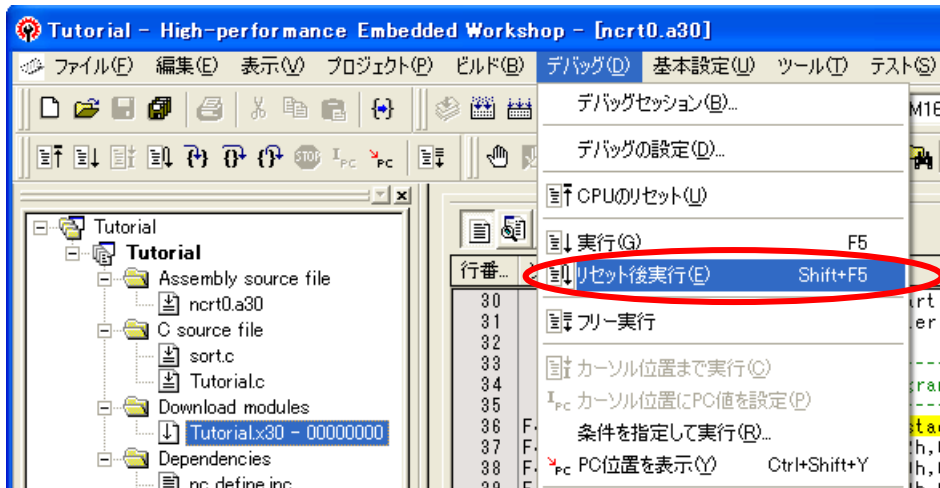 Tutorial - High-performance Embedded Workshop - [ncrt0.a30]
ファイル(F) 編集(E) 表示(V) プロジェクト(P) ビルド(B) デバッグ(D) 基本設定(U) ツール(T) テスト(S)
デバッグセッション(B)...
M16
デバッグの設定(D)...
STOP
CPUのリセット(U)
実行(G) F5
リセット後実行(E) Shift+F5
フリー実行
カーソル位置まで実行(C)
カーソル位置にPC値を設定(P)
条件を指定して実行(R)...
PC位置を表示(Y) Ctrl+Shift+Y
Tutorial
Tutorial
Assembly source file
ncrt0.a30
C source file
sort.c
Tutorial.c
Download modules
Tutorial.x30 - 00000000
Dependencies
nc_define.inc
行番...
30
31
32
33
34
35
36
37
38
39